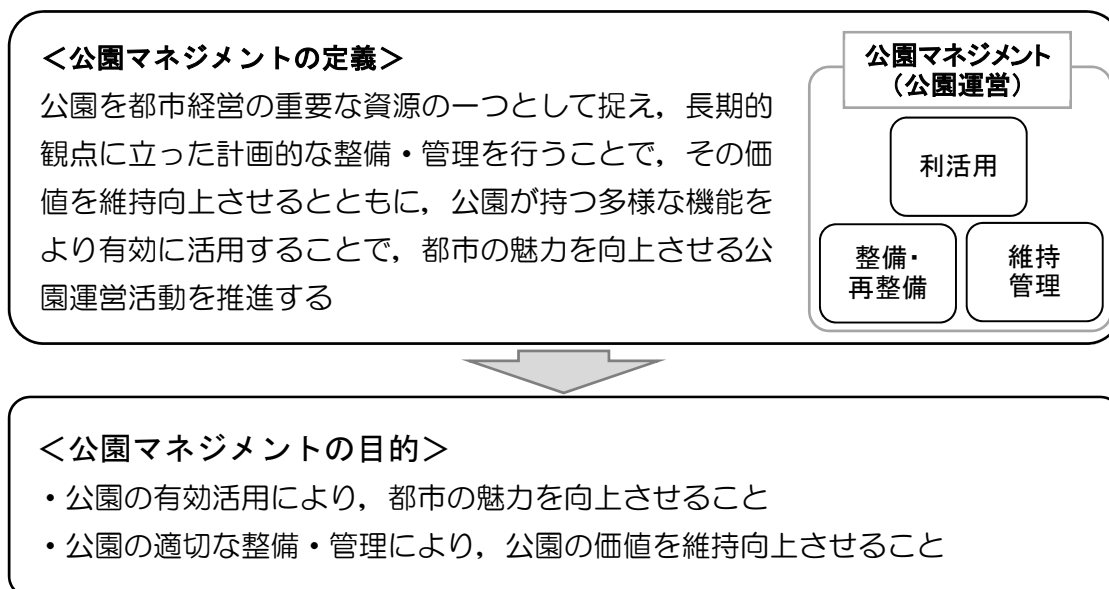 ＜公園マネジメントの定義＞
公園を都市経営の重要な資源の一つとして捉え，長期的
観点に立った計画的な整備・管理を行うことで，その価
値を維持向上させるとともに，公園が持つ多様な機能を
より有効に活用することで，都市の魅力を向上させる公
園運営活動を推進する
公園マネジメント
（公園運営）
利活用
整備・
再整備
維持
管理
＜公園マネジメントの目的＞
・公園の有効活用により，都市の魅力を向上させること
・公園の適切な整備・管理により，公園の価値を維持向上させること